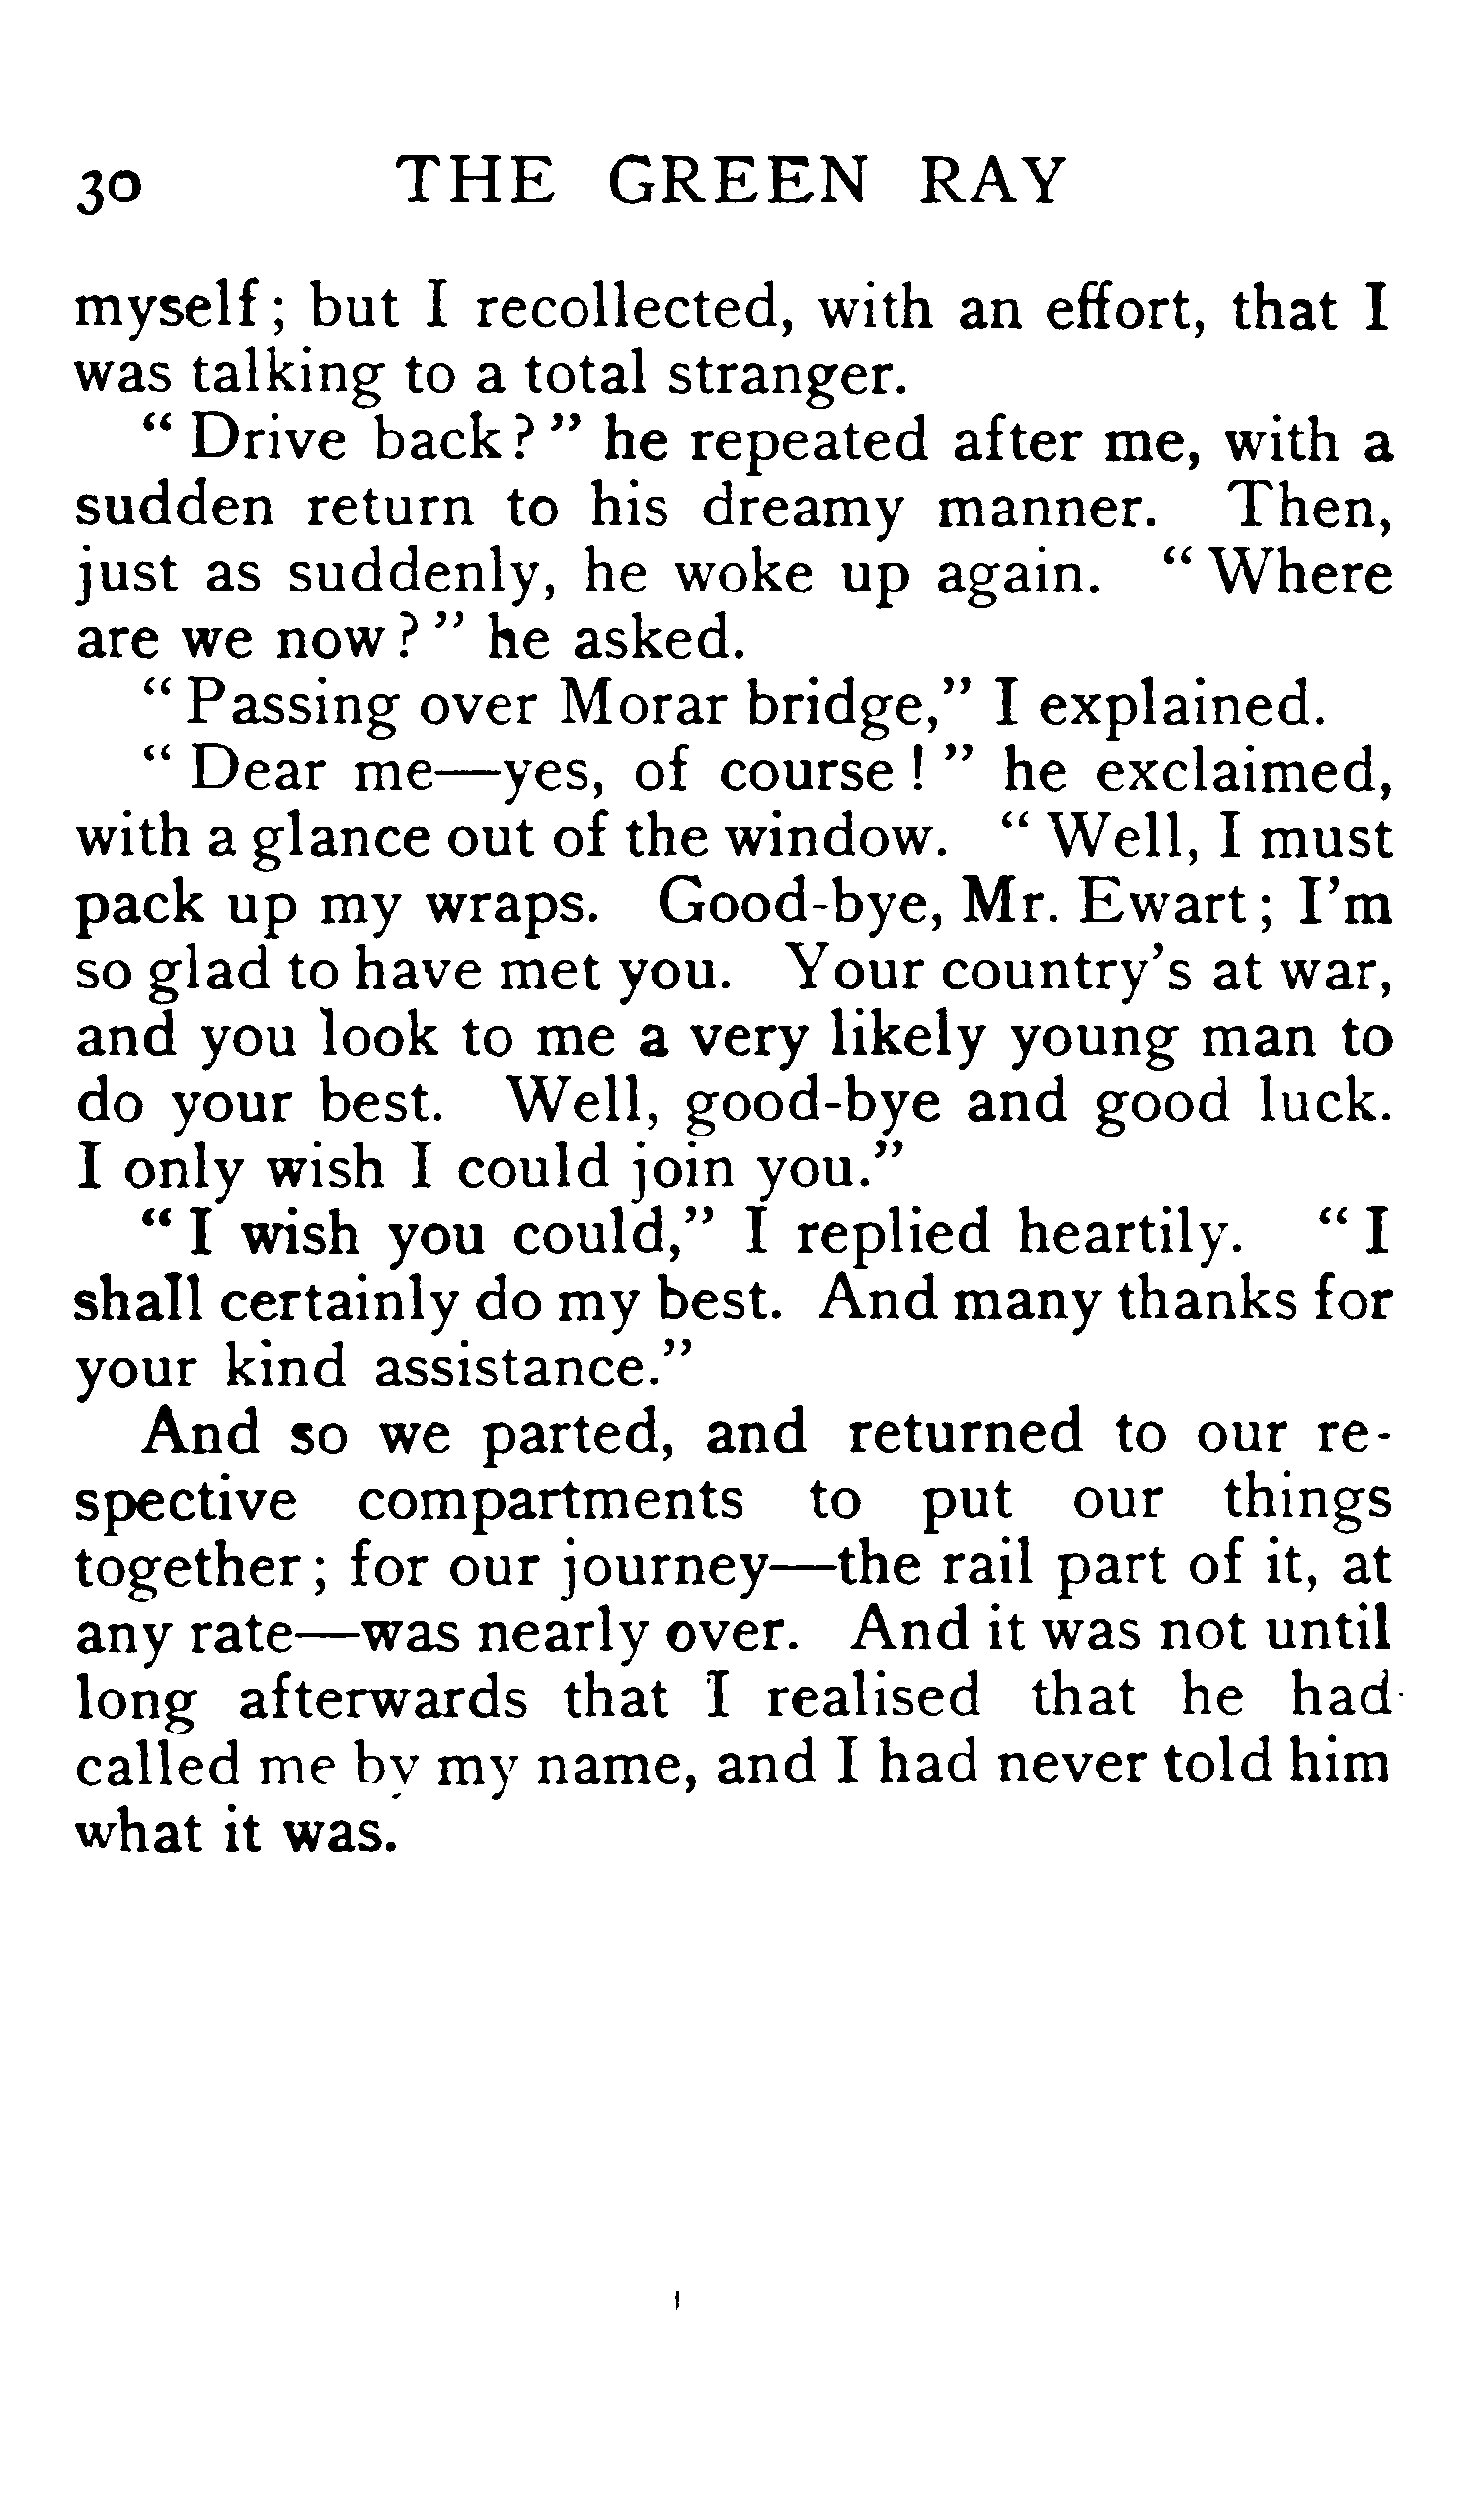 30 THE GREEN RAY
myself; but I recollected, with an effort, that I
was talking to a total stranger.
“Drive back?” he repeated after me, with a
sudden return to his dreamy manner. Then,
just as suddenly, he woke up again. “Where
are we now?” he asked.
“Passing over Morar bridge,” I explained.
“Dear me—yes, of course!” he exclaimed,
with a glance out of the window. “Well, I must
pack up my wraps. Good-bye, Mr. Ewart; I’m
so glad to have met you. Your country’s at war,
and you look to me a very likely young man to
do your best. Well, good-bye and good luck.
I only wish I could join you.”
“I wish you could,” I replied heartily. “I
shall certainly do my best. And many thanks for
your kind assistance.”
And so we parted, and returned to our re-
spective compartments to put our things
together; for our journey—the rail part of it, at
any rate—was nearly over. And it was not until
long afterwards that I realised that he had
called me by my name, and I had never told him
what it was.